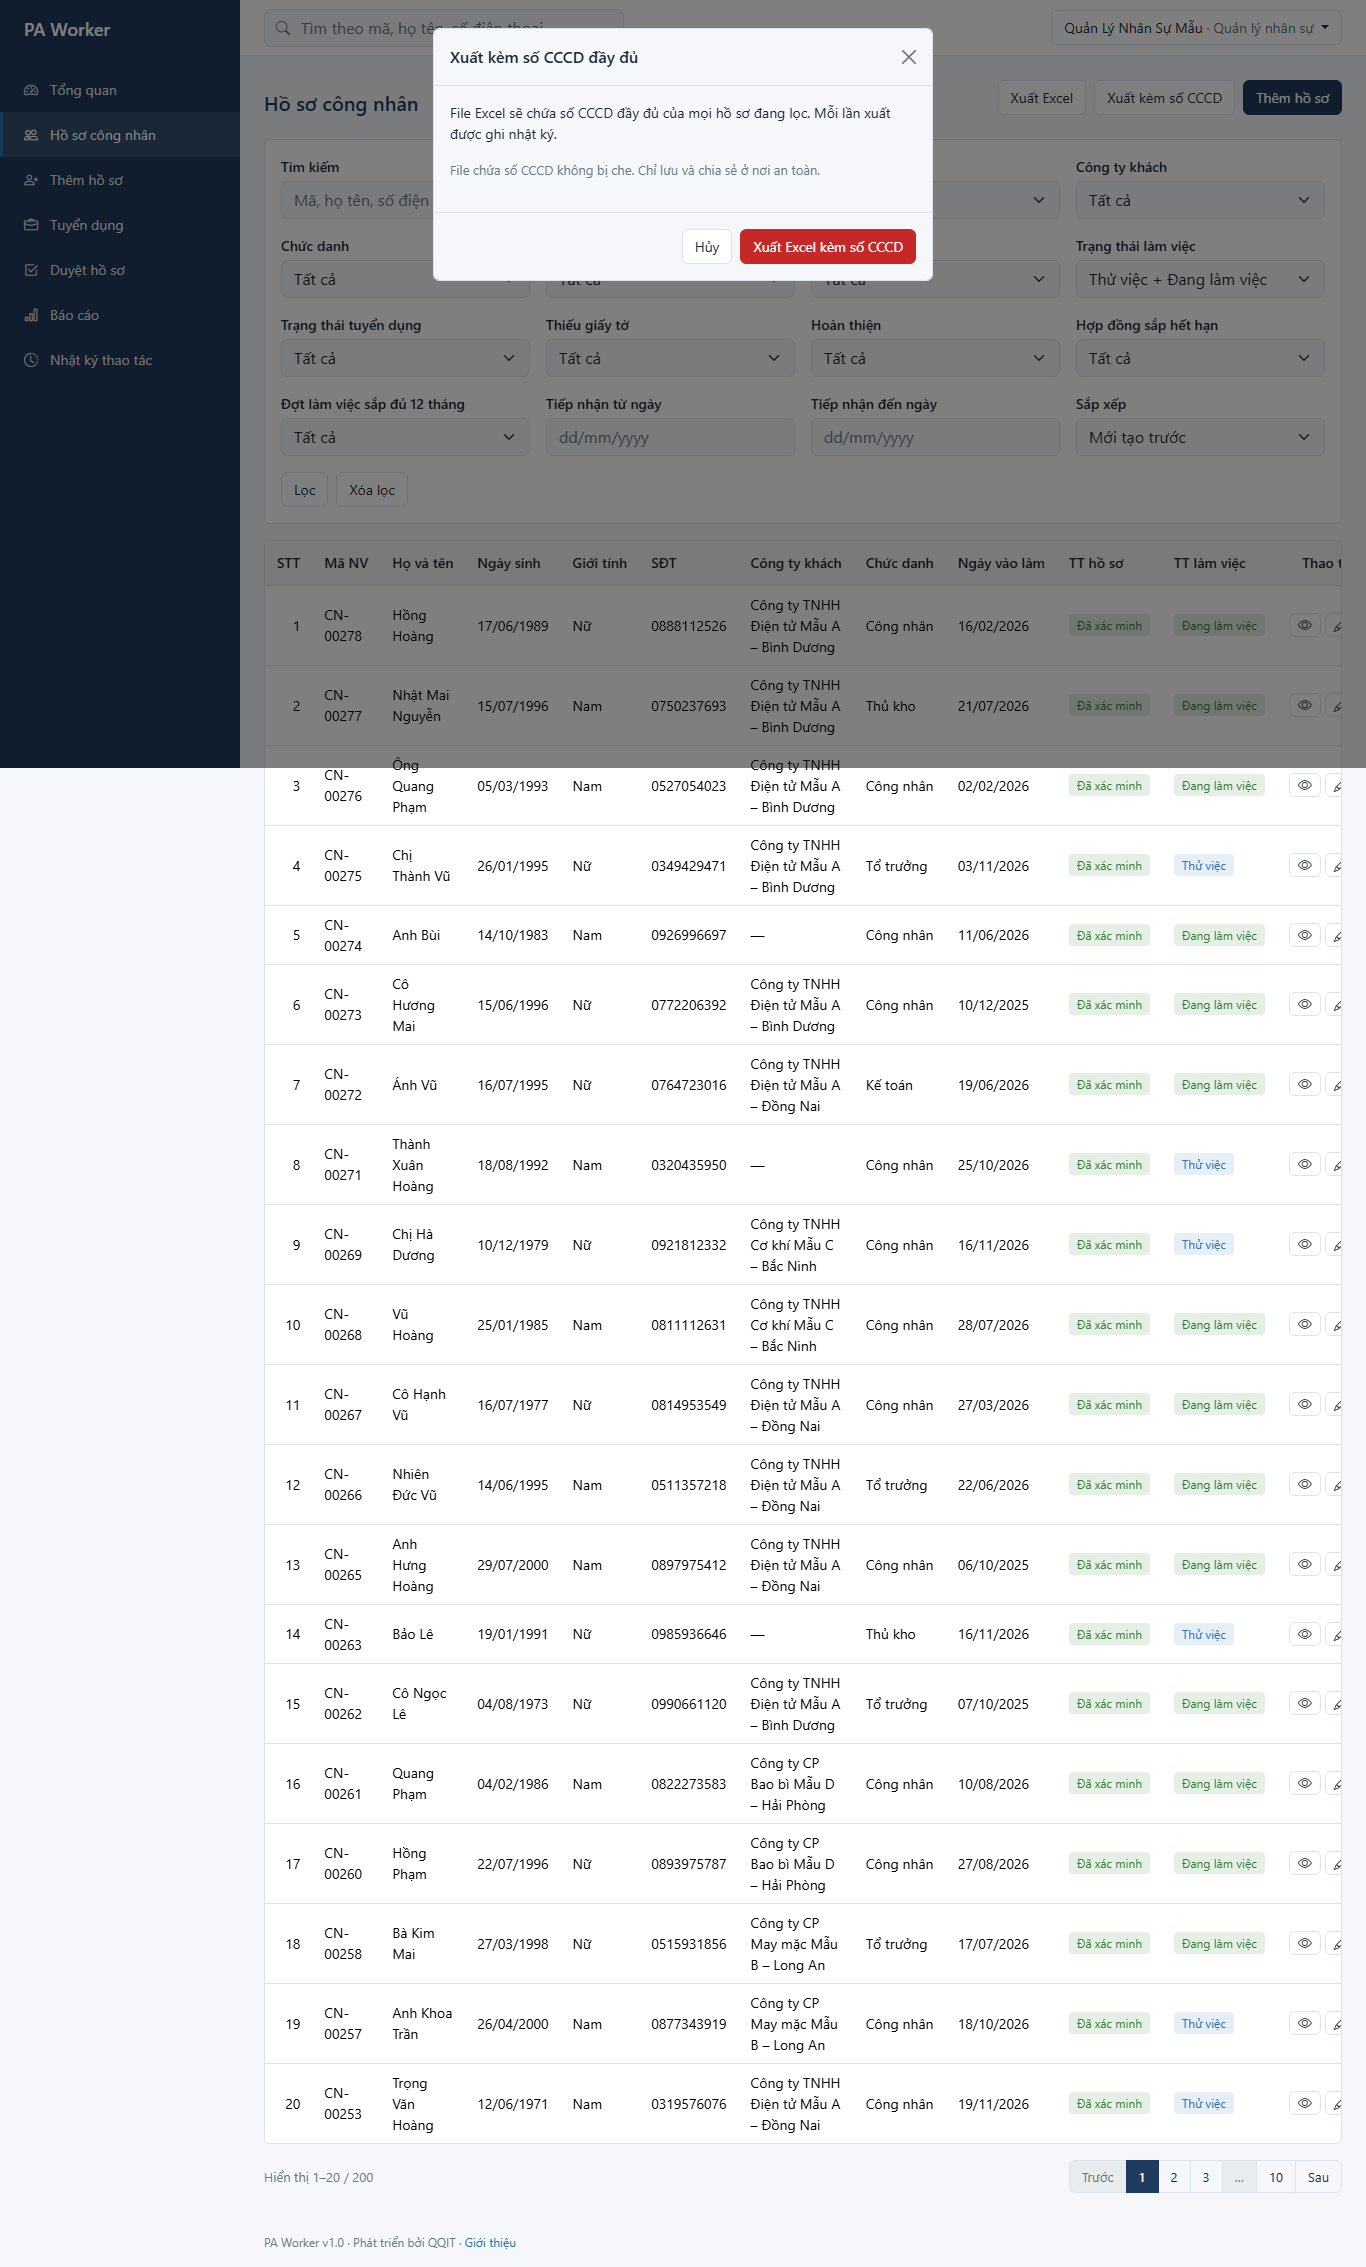 PA Worker
Tìm theo mã, họ tên, số điện thoại
Quản Lý Nhân Sự Mẫu · Quản lý nhân sự
Tổng quan
Hồ sơ công nhân
Thêm hồ sơ
Tuyển dụng
Duyệt hồ sơ
Báo cáo
Nhật ký thao tác
Xuất kèm số CCCD đầy đủ
File Excel sẽ chứa số CCCD đầy đủ của mọi hồ sơ đang lọc. Mỗi lần xuất
được ghi nhật ký.
File chứa số CCCD không bị che. Chỉ lưu và chia sẻ ở nơi an toàn.
Hủy
Xuất Excel kèm số CCCD
Hồ sơ công nhân
Xuất Excel
Xuất kèm số CCCD
Thêm hồ sơ
Tìm kiếm
Mã, họ tên, số điện
Công ty khách
Tất cả
Chức danh
Tất cả
Tất cả
Tất cả
Trạng thái làm việc
Thử việc + Đang làm việc
Trạng thái tuyển dụng
Tất cả
Thiếu giấy tờ
Tất cả
Hoàn thiện
Tất cả
Hợp đồng sắp hết hạn
Tất cả
Đợt làm việc sắp đủ 12 tháng
Tất cả
Tiếp nhận từ ngày
dd/mm/yyyy
Tiếp nhận đến ngày
dd/mm/yyyy
Sắp xếp
Mới tạo trước
Lọc
Xóa lọc
STT Mã NV Họ và tên Ngày sinh Giới tính SĐT Công ty khách Chức danh Ngày vào làm TT hồ sơ TT làm việc Thao t
1 CN-00278 Hồng Hoàng 17/06/1989 Nữ 0888112526 Công ty TNHH Điện tử Mẫu A – Bình Dương Công nhân 16/02/2026 Đã xác minh Đang làm việc
2 CN-00277 Nhật Mai Nguyễn 15/07/1996 Nam 0750237693 Công ty TNHH Điện tử Mẫu A – Bình Dương Thủ kho 21/07/2026 Đã xác minh Đang làm việc
3 CN-00276 Ông Quang Phạm 05/03/1993 Nam 0527054023 Công ty TNHH Điện tử Mẫu A – Bình Dương Công nhân 02/02/2026 Đã xác minh Đang làm việc
4 CN-00275 Chị Thành Vũ 26/01/1995 Nữ 0349429471 Công ty TNHH Điện tử Mẫu A – Bình Dương Tổ trưởng 03/11/2026 Đã xác minh Thử việc
5 CN-00274 Anh Bùi 14/10/1983 Nam 0926996697 — Công nhân 11/06/2026 Đã xác minh Đang làm việc
6 CN-00273 Cô Hương Mai 15/06/1996 Nữ 0772206392 Công ty TNHH Điện tử Mẫu A – Bình Dương Công nhân 10/12/2025 Đã xác minh Đang làm việc
7 CN-00272 Ánh Vũ 16/07/1995 Nữ 0764723016 Công ty TNHH Điện tử Mẫu A – Đồng Nai Kế toán 19/06/2026 Đã xác minh Đang làm việc
8 CN-00271 Thành Xuân Hoàng 18/08/1992 Nam 0320435950 — Công nhân 25/10/2026 Đã xác minh Thử việc
9 CN-00269 Chị Hà Dương 10/12/1979 Nữ 0921812332 Công ty TNHH Cơ khí Mẫu C – Bắc Ninh Công nhân 16/11/2026 Đã xác minh Thử việc
10 CN-00268 Vũ Hoàng 25/01/1985 Nam 0811112631 Công ty TNHH Cơ khí Mẫu C – Bắc Ninh Công nhân 28/07/2026 Đã xác minh Đang làm việc
11 CN-00267 Cô Hạnh Vũ 16/07/1977 Nữ 0814953549 Công ty TNHH Điện tử Mẫu A – Đồng Nai Công nhân 27/03/2026 Đã xác minh Đang làm việc
12 CN-00266 Nhiên Đức Vũ 14/06/1995 Nam 0511357218 Công ty TNHH Điện tử Mẫu A – Đồng Nai Tổ trưởng 22/06/2026 Đã xác minh Đang làm việc
13 CN-00265 Anh Hưng Hoàng 29/07/2000 Nam 0897975412 Công ty TNHH Điện tử Mẫu A – Đồng Nai Công nhân 06/10/2025 Đã xác minh Đang làm việc
14 CN-00263 Bảo Lê 19/01/1991 Nam 0985936646 — Thủ kho 16/11/2026 Đã xác minh Thử việc
15 CN-00262 Cô Ngọc Lê 04/08/1973 Nữ 0990661120 Công ty TNHH Điện tử Mẫu A – Bình Dương Tổ trưởng 07/10/2025 Đã xác minh Đang làm việc
16 CN-00261 Quang Phạm 04/02/1986 Nam 0822273583 Công ty CP Bao bì Mẫu D – Hải Phòng Công nhân 10/08/2026 Đã xác minh Đang làm việc
17 CN-00260 Hồng Phạm 22/07/1996 Nữ 0893975787 Công ty CP Bao bì Mẫu D – Hải Phòng Công nhân 27/08/2026 Đã xác minh Đang làm việc
18 CN-00258 Bà Kim Mai 27/03/1998 Nữ 0515931856 Công ty CP May mặc Mẫu B – Long An Tổ trưởng 17/07/2026 Đã xác minh Đang làm việc
19 CN-00257 Anh Khoa Trần 26/04/2000 Nam 0877343919 Công ty CP May mặc Mẫu B – Long An Công nhân 18/10/2026 Đã xác minh Thử việc
20 CN-00253 Trọng Văn Hoàng 12/06/1971 Nam 0319576076 Công ty TNHH Điện tử Mẫu A – Đồng Nai Công nhân 19/11/2026 Đã xác minh Thử việc
Hiển thị 1–20 / 200
Trước 1 2 3 ... 10 Sau
PA Worker v1.0 · Phát triển bởi QQIT · Giới thiệu